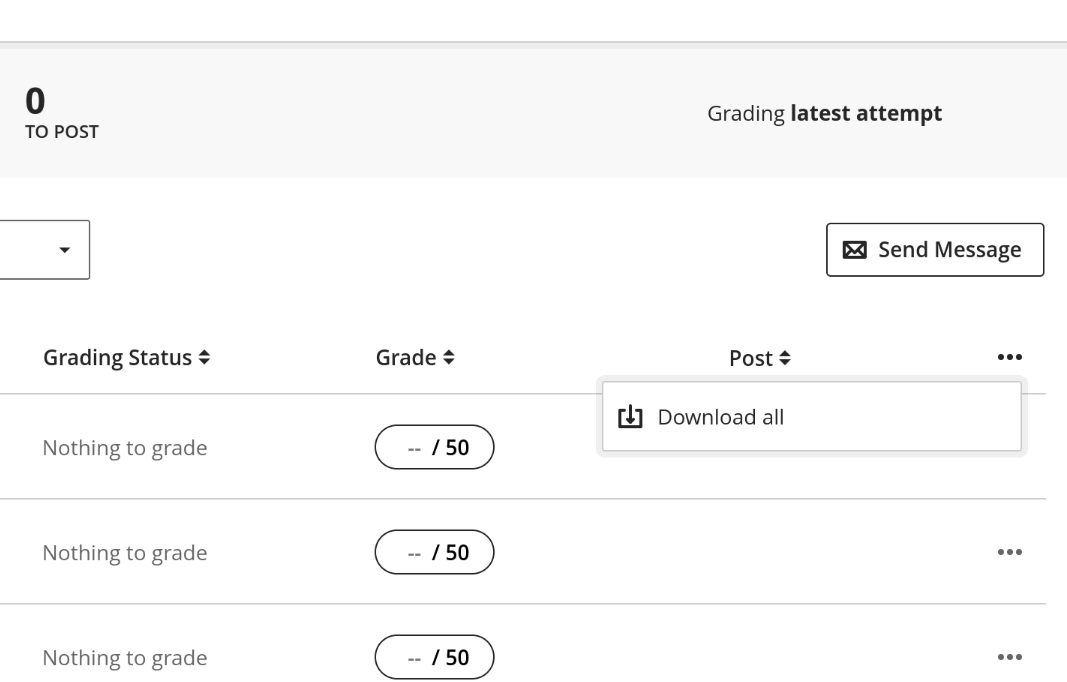 0
TO POST
Grading latest attempt
Send Message
Grading Status
Grade
Post
Download all
Nothing to grade
-- / 50
Nothing to grade
-- / 50
Nothing to grade
-- / 50